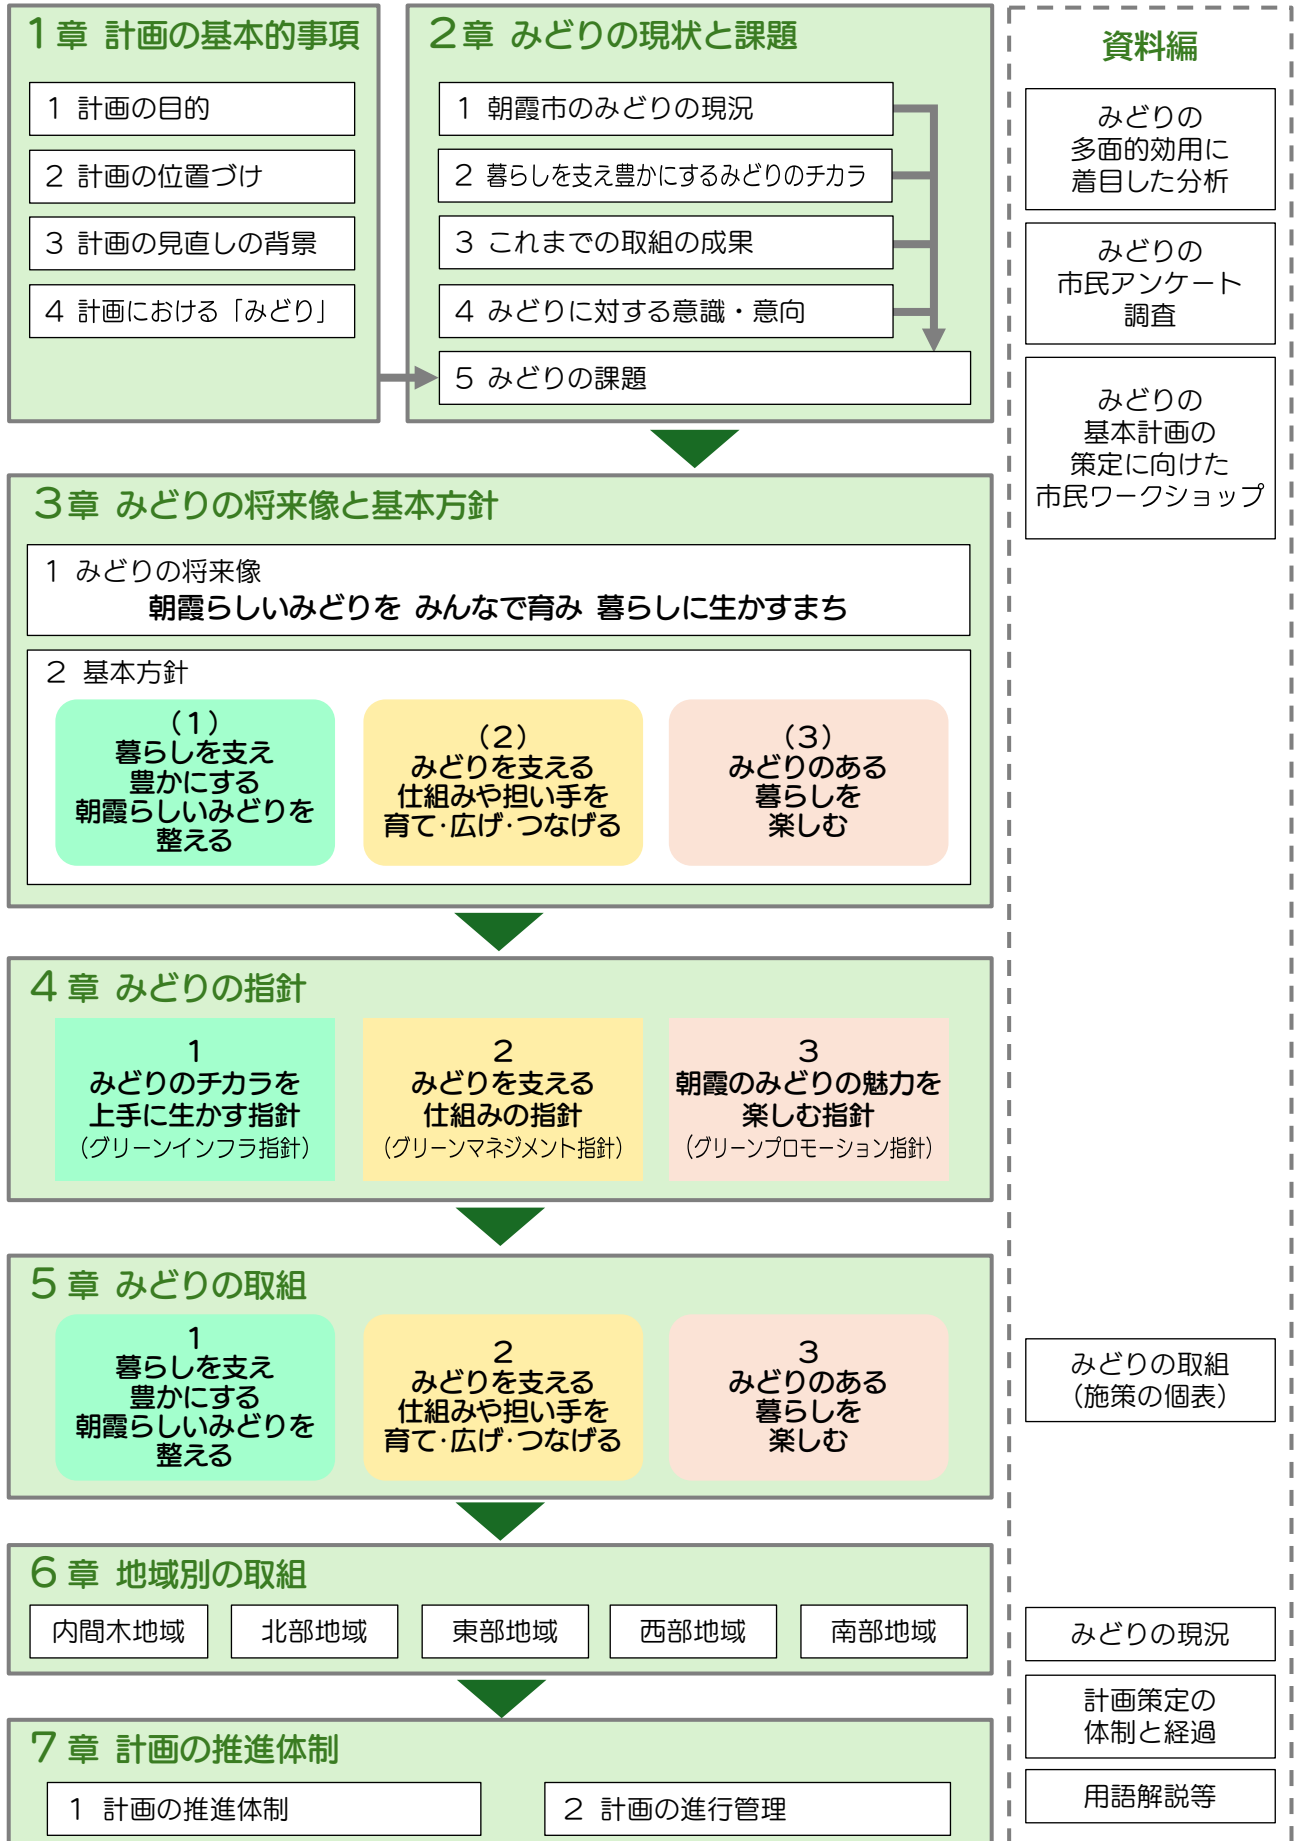 1章 計画の基本的事項
1 計画の目的
2 計画の位置づけ
3 計画の見直しの背景
4 計画における「みどり」
2章 みどりの現状と課題
1 朝霞市のみどりの現況
2 暮らしを支え豊かにするみどりのチカラ
3 これまでの取組の成果
4 みどりに対する意識・意向
5 みどりの課題
3章 みどりの将来像と基本方針
1 みどりの将来像
朝霞らしいみどりを みんなで育み 暮らしに生かすまち
2 基本方針
(1)
暮らしを支え
豊かにする
朝霞らしいみどりを
整える
(2)
みどりを支える
仕組みや担い手を
育て・広げ・つなげる
(3)
みどりのある
暮らしを
楽しむ
4章 みどりの指針
1
みどりのチカラを
上手に生かす指針
(グリーンインフラ指針)
2
みどりを支える
仕組みの指針
(グリーンマネジメント指針)
3
朝霞のみどりの魅力を
楽しむ指針
(グリーンプロモーション指針)
5章 みどりの取組
1
暮らしを支え
豊かにする
朝霞らしいみどりを
整える
2
みどりを支える
仕組みや担い手を
育て・広げ・つなげる
3
みどりのある
暮らしを
楽しむ
6章 地域別の取組
内間木地域
北部地域
東部地域
西部地域
南部地域
7章 計画の推進体制
1 計画の推進体制
2 計画の進行管理
資料編
みどりの
多面的効用に
着目した分析
みどりの
市民アンケート
調査
みどりの
基本計画の
策定に向けた
市民ワークショップ
みどりの取組
(施策の個表)
みどりの現況
計画策定の
体制と経過
用語解説等